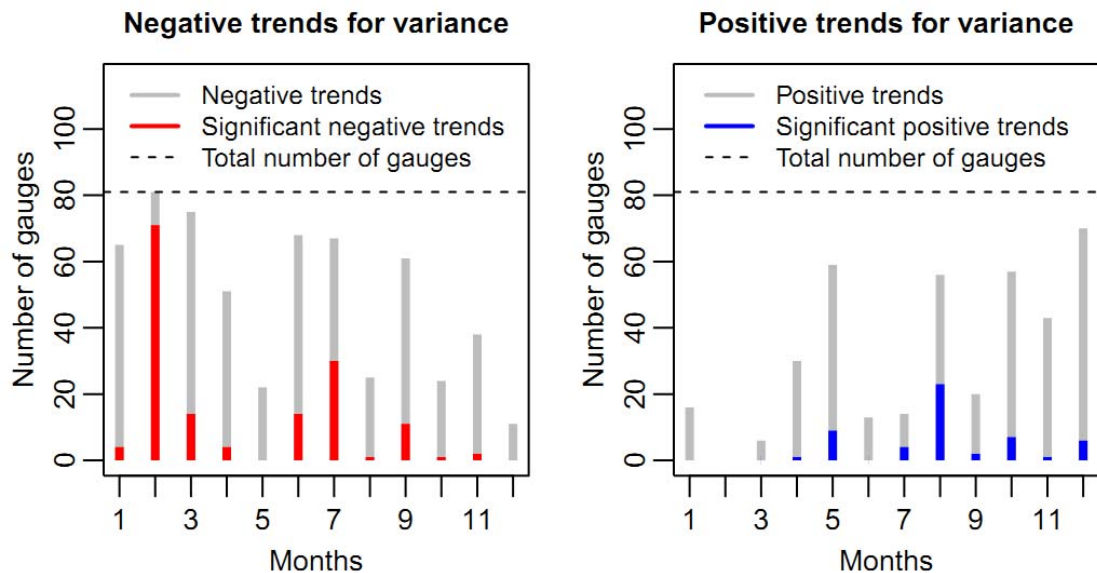 Negative trends for variance
Negative trends
Significant negative trends
Total number of gauges
Number of gauges
0 20 40 60 80 100
1 3 5 7 9 11
Months
Positive trends for variance
Positive trends
Significant positive trends
Total number of gauges
Number of gauges
0 20 40 60 80 100
1 3 5 7 9 11
Months